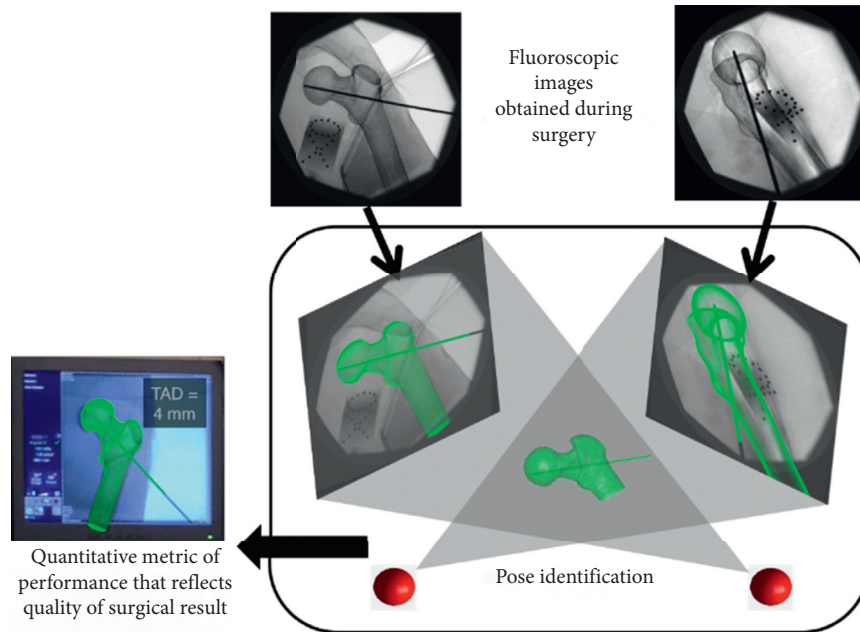 Fluoroscopic
images
obtained during
surgery
TAD =
4 mm
Quantitative metric of
performance that reflects
quality of surgical result
Pose identification